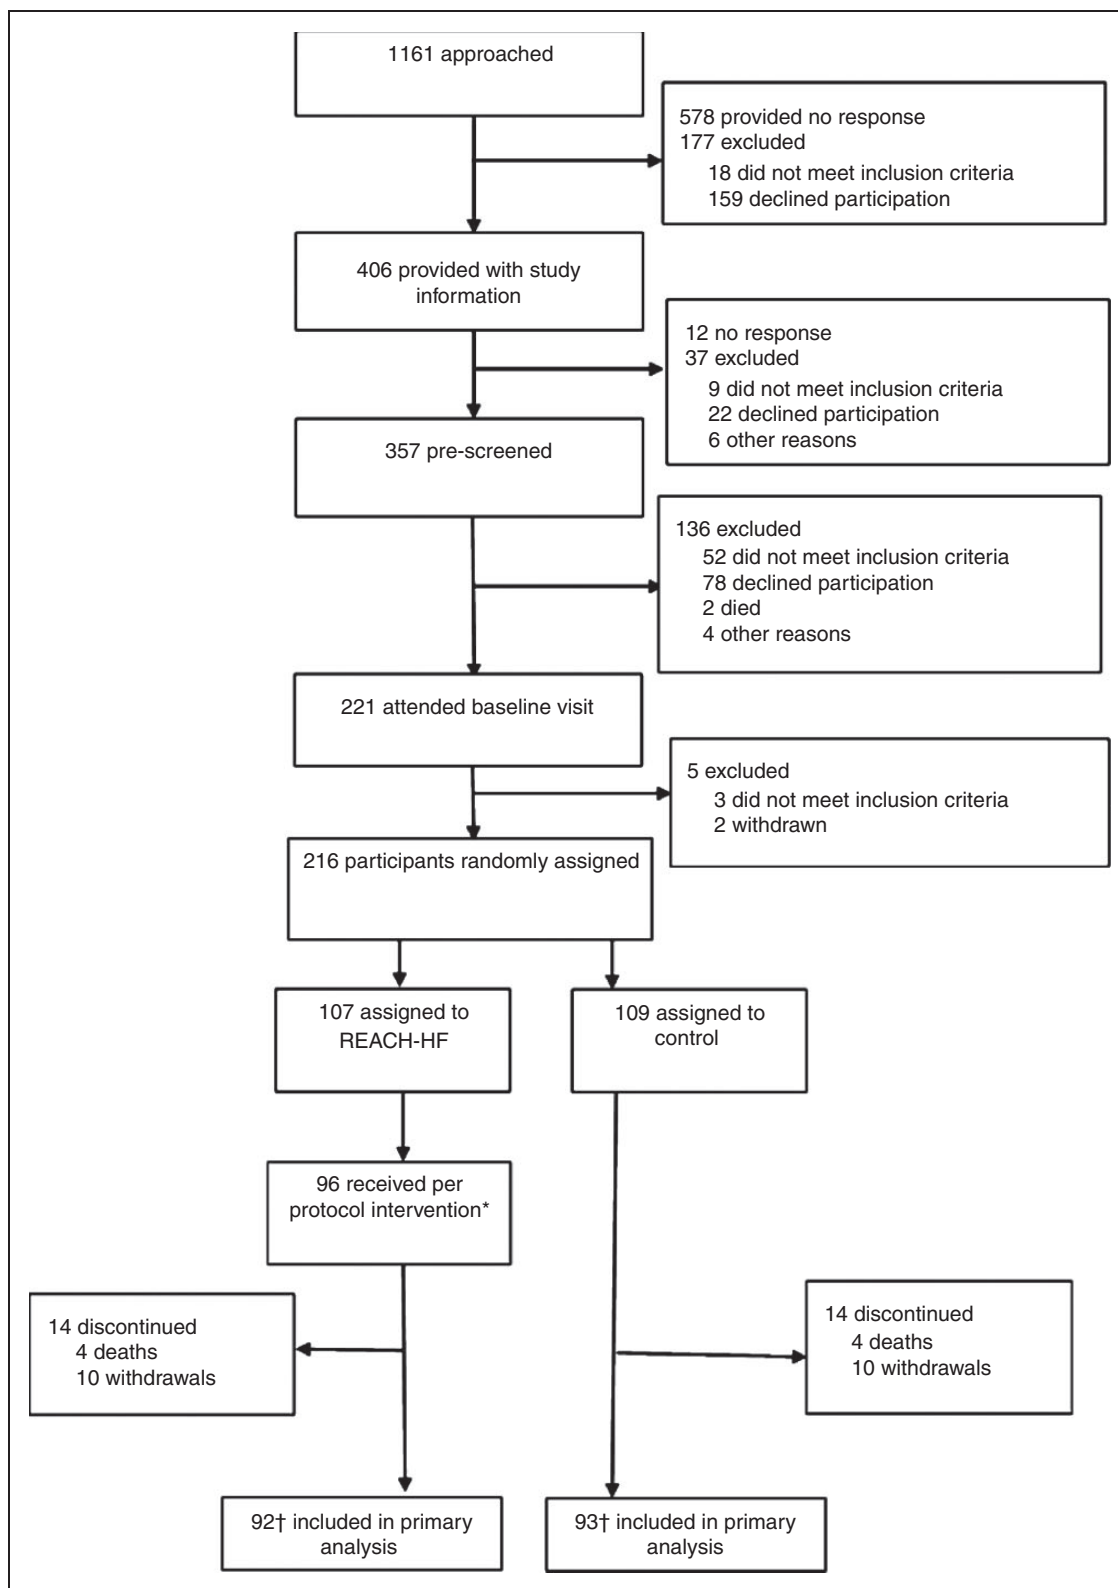 1161 approached
578 provided no response
177 excluded
18 did not meet inclusion criteria
159 declined participation
406 provided with study
information
12 no response
37 excluded
9 did not meet inclusion criteria
22 declined participation
6 other reasons
357 pre-screened
136 excluded
52 did not meet inclusion criteria
78 declined participation
2 died
4 other reasons
221 attended baseline visit
5 excluded
3 did not meet inclusion criteria
2 withdrawn
216 participants randomly assigned
107 assigned to
REACH-HF
109 assigned to
control
96 received per
protocol intervention*
14 discontinued
4 deaths
10 withdrawals
14 discontinued
4 deaths
10 withdrawals
92† included in primary
analysis
93† included in primary
analysis